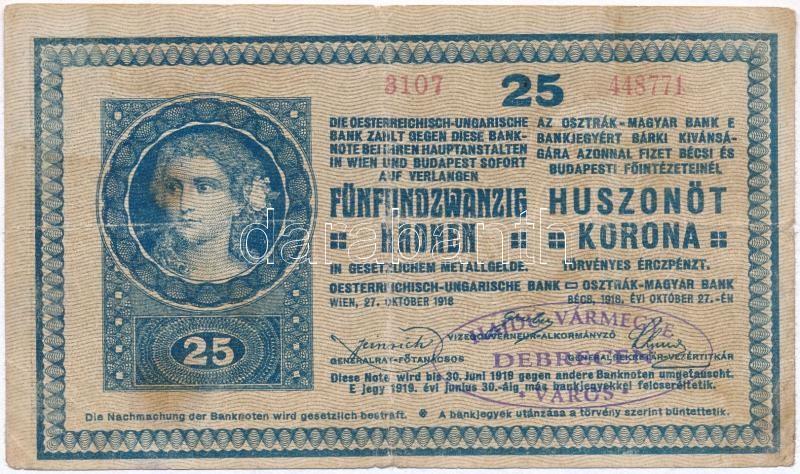 3107 25 448771
DIE OESTERREICHISCH-UNGARISCHE
BANK ZAHLT GEGEN DIESE BANK-
NOTE BEI IHREN HAUPTANSTALTEN
IN WIEN UND BUDAPEST SOFORT
AUF VERLANGEN
FÜNFUNDZWANZIG
KRONEN
IN GESETZLICHEM METALLGELDE.
AZ OSZTRÁK-MAGYAR BANK E
BANKJEGYÉRT BÁRKI KIVÁNSÁ-
GÁRA AZONNAL FIZET BÉCSI ÉS
BUDAPESTI FŐINTÉZETEINÉL
HUSZONÖT
KORONA
TÖRVÉNYES ÉRCZPÉNZT.
darabanth
OESTERREICHISCH-UNGARISCHE BANK OSZTRÁK-MAGYAR BANK
WIEN, 27. OKTOBER 1918 BÉCS, 1918. ÉVI OKTÓBER 27.-ÉN
VIZEGOUVERNEUR-ALKORMÁNYZÓ
GENERALRAT-FŐTANÁCSOS GENERALSEKRETÄR-VEZÉRTITKÁR
HAJDU VÁRMEGYE
DEBRECEN
VÁROS
25
Diese Note wird bis 30. Juni 1919 gegen andere Banknoten umgetauscht.
E jegy 1919. évi junius 30.-áig más bankjegyekkel felcseréltetik.
Die Nachmachung der Banknoten wird gesetzlich bestraft. A bankjegyek utánzása a törvény szerint büntettetik.